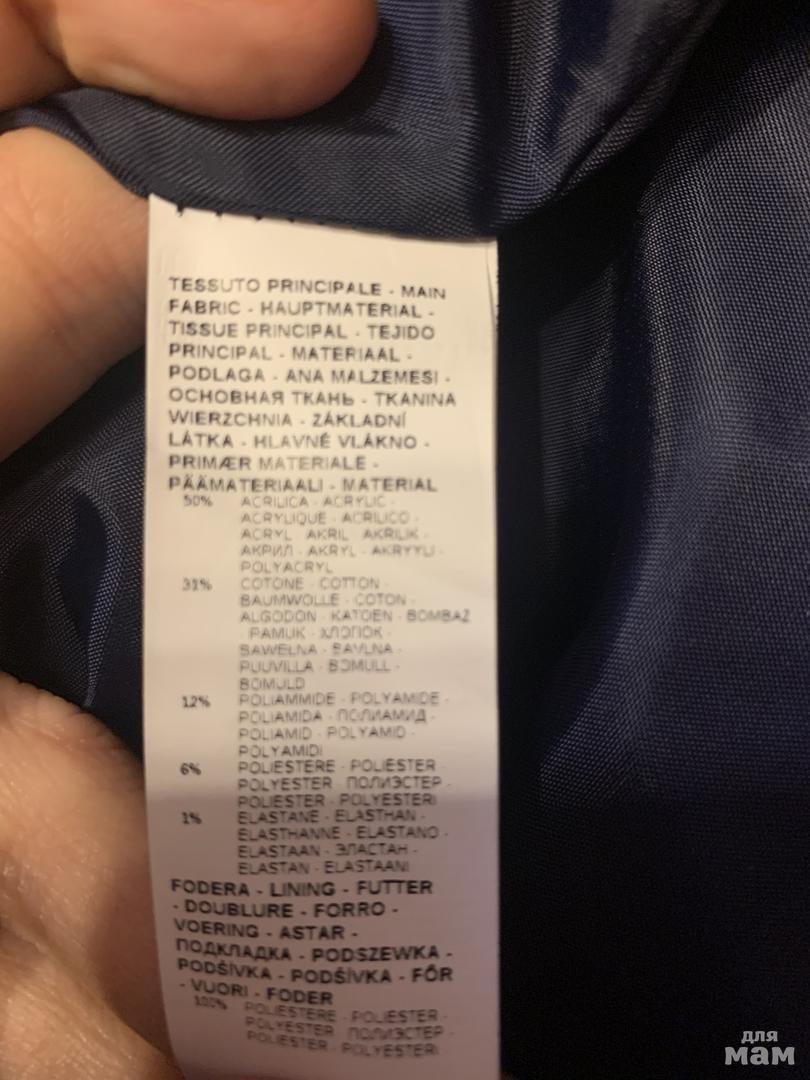 TESSUTO PRINCIPALE - MAIN
FABRIC - HAUPTMATERIAL -
TISSUE PRINCIPAL - TEJIDO
PRINCIPAL - MATERIAAL -
PODLAGA - ANA MALZEMESI -
ОСНОВНАЯ ТКАНЬ - TKANINA
WIERZCHNIA - ZÁKLADNÍ
LÁTKA - HLAVNÉ VLÁKNO -
PRIMÆR MATERIALE -
PÄÄMATERIAALI - MATERIAL
50% ACRILICA - ACRYLIC -
ACRYLIQUE - ACRILICO -
ACRYL - AKRIL - AKRILIK -
АКРИЛ - AKRYL - AKRYYLI -
POLYACRYL
31% COTONE - COTTON -
BAUMWOLLE - COTON -
ALGODON - KATOEN - BOMBAZ
- PAMUK - ХЛОПОК -
BAWEŁNA - BAVLNA -
PUUVILLA - BOMULL -
BOMULD
12% POLIAMMIDE - POLYAMIDE -
POLIAMIDA - ПОЛИАМИД -
POLIAMID - POLYAMID -
POLYAMIDI
6% POLIESTERE - POLIESTER -
POLYESTER - ПОЛИЭСТЕР -
POLIESTER - POLYESTERI
1% ELASTANE - ELASTHAN -
ELASTHANNE - ELASTANO -
ELASTAAN - ЭЛАСТАН -
ELASTAN - ELASTAANI
FODERA - LINING - FUTTER
- DOUBLURE - FORRO -
VOERING - ASTAR -
ПОДКЛАДКА - PODSZEWKA -
PODŠÍVKA - PODŠÍVKA - FÔR
- VUORI - FODER
100% POLIESTERE - POLIESTER -
POLYESTER - ПОЛИЭСТЕР -
POLIESTER - POLYESTERI
для
мам